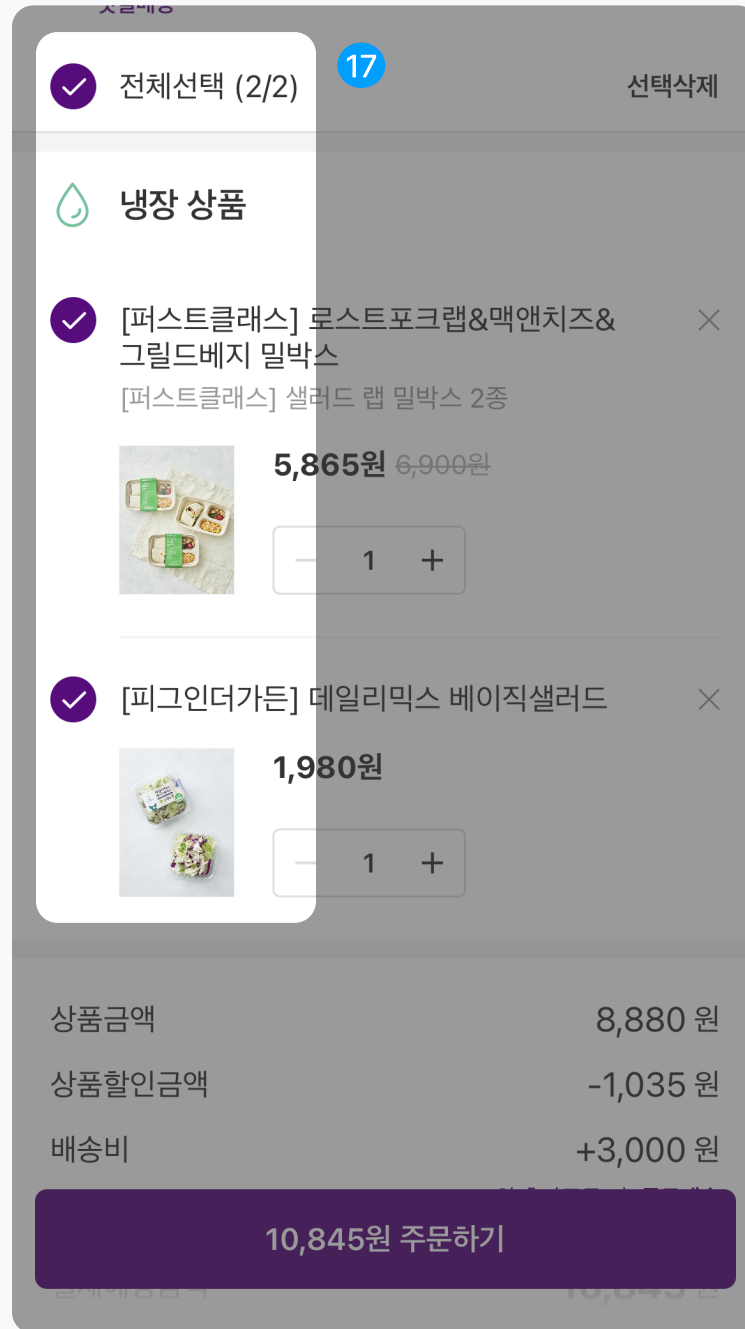 전체선택 (2/2)
17
선택삭제
냉장 상품
[퍼스트클래스] 로스트포크랩&맥앤치즈&
그릴드베지 밀박스
[퍼스트클래스] 샐러드 랩 밀박스 2종
5,865원 6,900원
1
[피그인더가든] 데일리믹스 베이직샐러드
1,980원
1
상품금액 8,880 원
상품할인금액 -1,035 원
배송비 +3,000 원
10,845원 주문하기